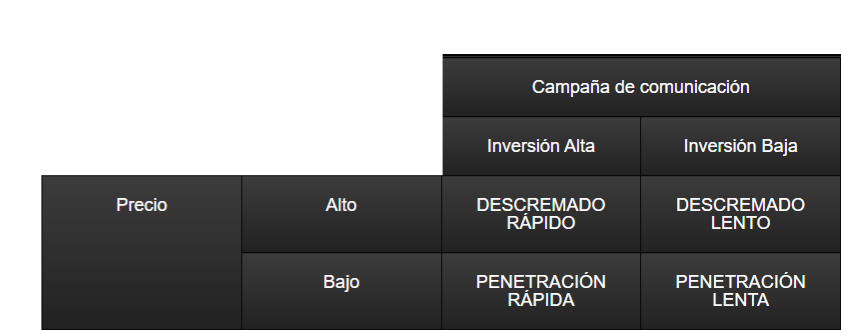 Campaña de comunicación
Inversión Alta
Inversión Baja
Precio
Alto
DESCREMADO
RÁPIDO
DESCREMADO
LENTO
Bajo
PENETRACIÓN
RÁPIDA
PENETRACIÓN
LENTA